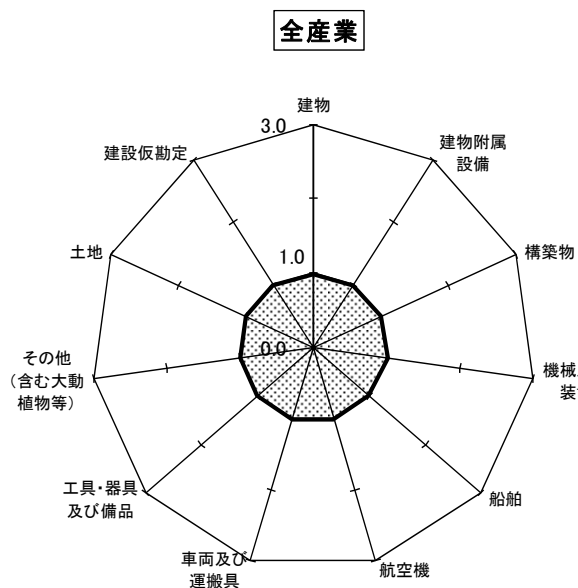 全産業
建物
3.0
建物附属
設備
建設仮勘定
土地
構築物
1.0
0.0
その他
（含む大動
植物等）
機械
装
工具・器具
及び備品
船舶
車両及び
運搬具
航空機